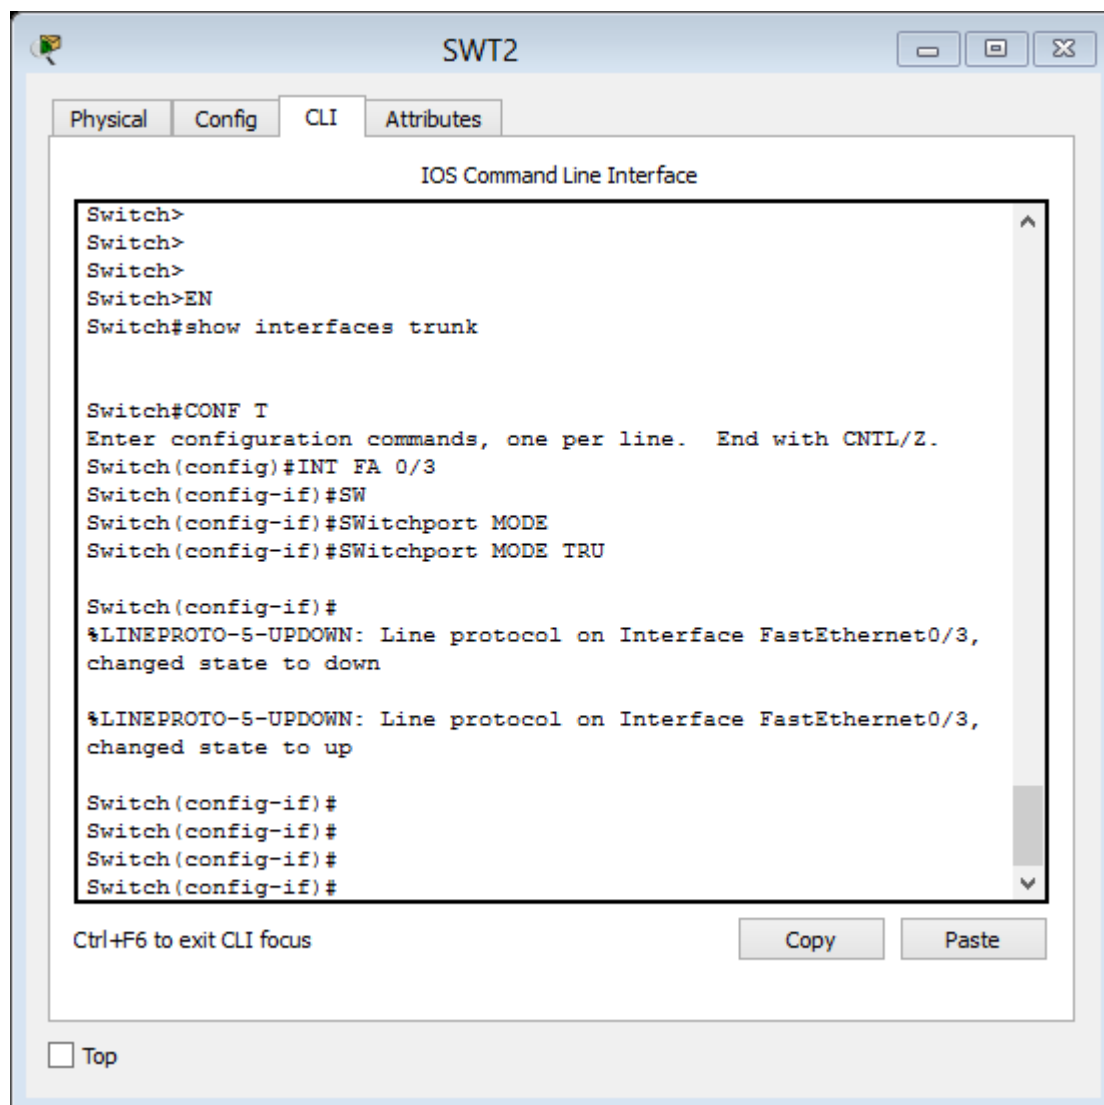 SWT2
Physical Config CLI Attributes
IOS Command Line Interface
Switch>
Switch>
Switch>
Switch>EN
Switch#show interfaces trunk
Switch#CONF T
Enter configuration commands, one per line.  End with CNTL/Z.
Switch(config)#INT FA 0/3
Switch(config-if)#SW
Switch(config-if)#SWitchport MODE
Switch(config-if)#SWitchport MODE TRU
Switch(config-if)#
%LINEPROTO-5-UPDOWN: Line protocol on Interface FastEthernet0/3,
changed state to down
%LINEPROTO-5-UPDOWN: Line protocol on Interface FastEthernet0/3,
changed state to up
Switch(config-if)#
Switch(config-if)#
Switch(config-if)#
Switch(config-if)#
Ctrl+F6 to exit CLI focus Copy Paste
Top